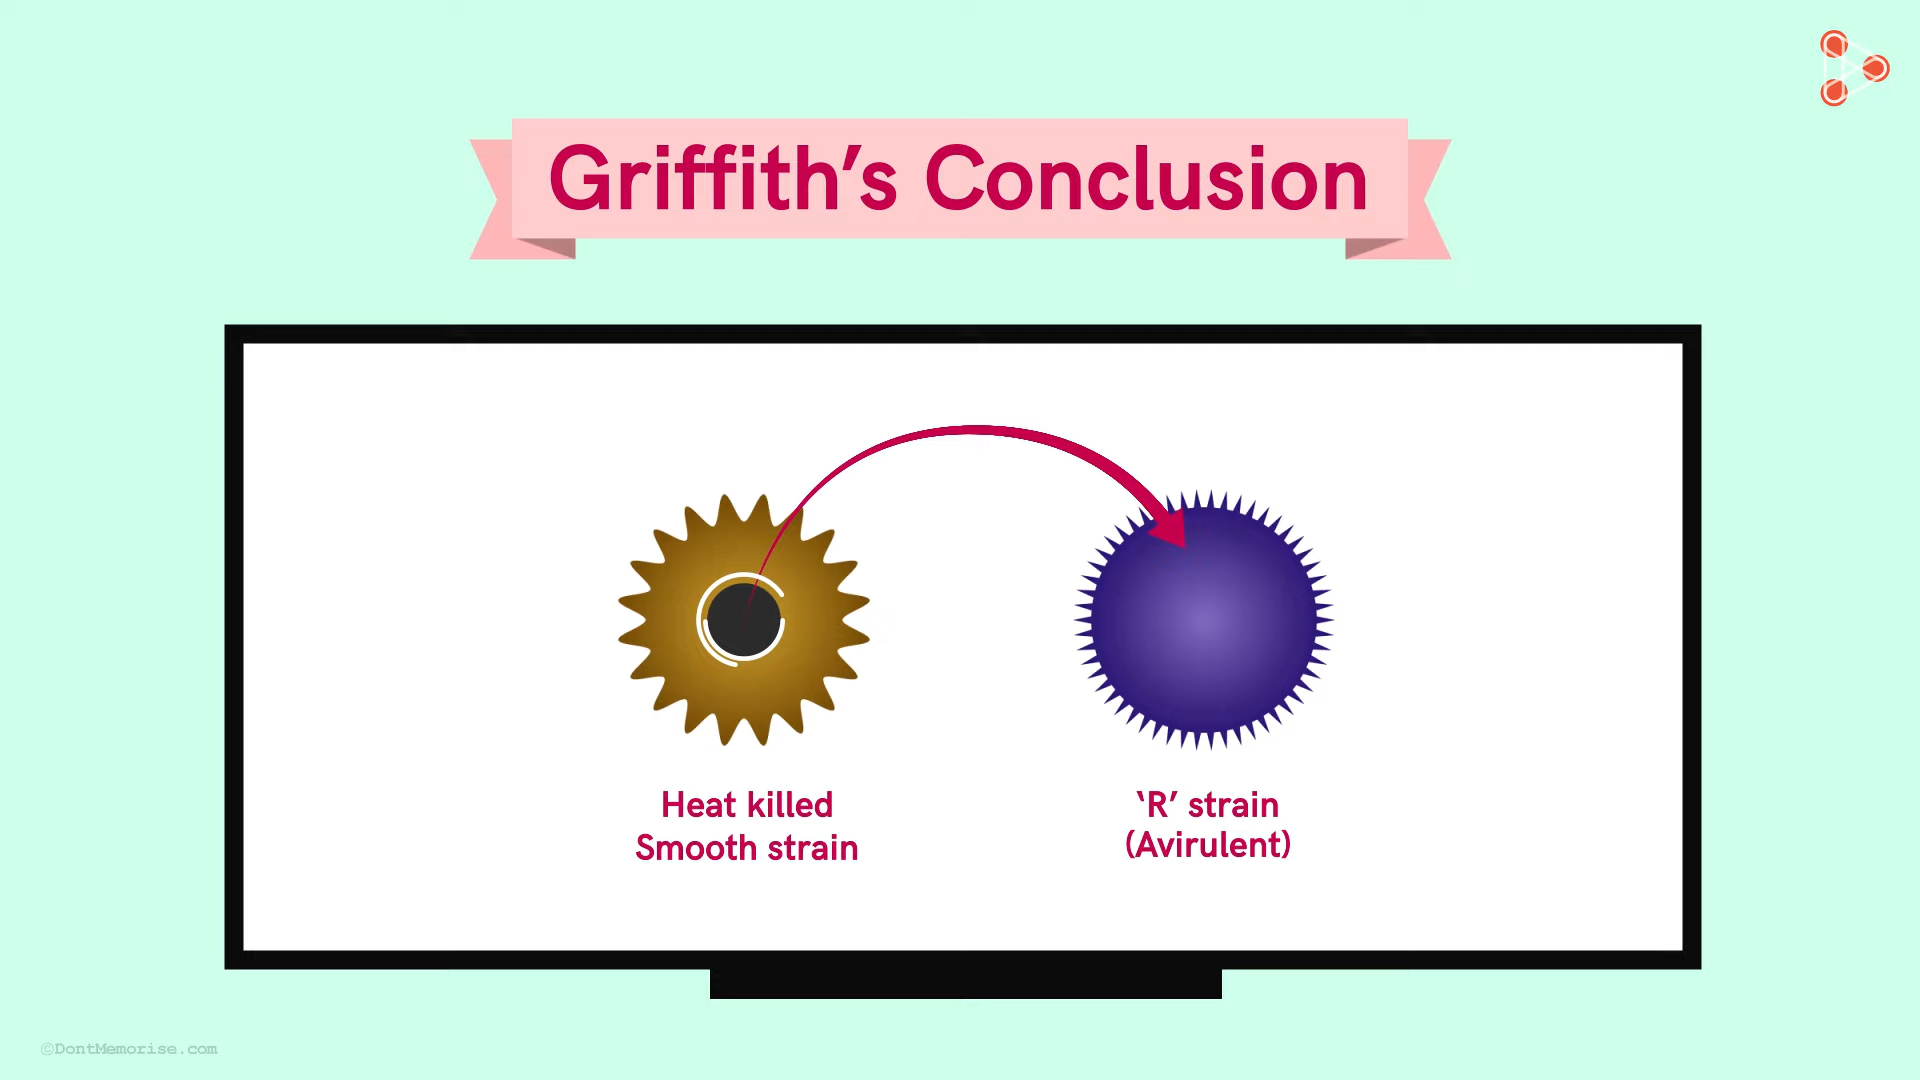 Griffith’s Conclusion
Heat killed
Smooth strain
‘R’ strain
(Avirulent)
©DontMemorise.com